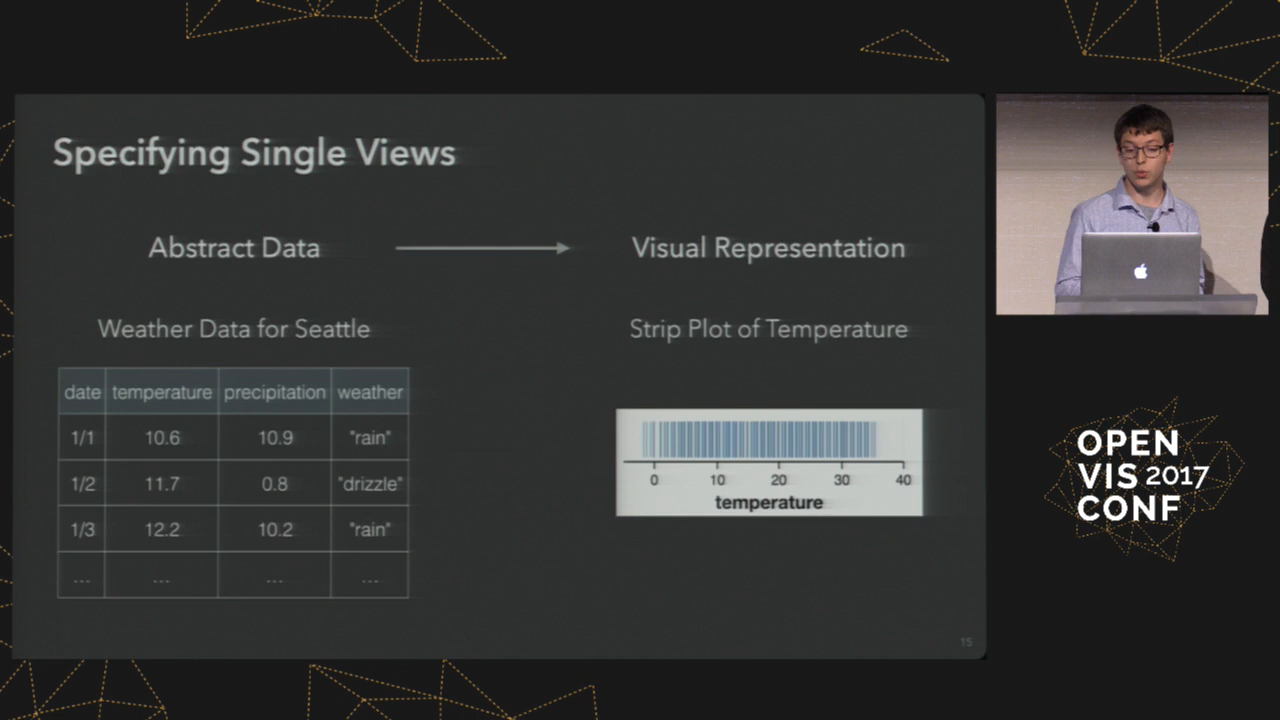 Specifying Single Views
Abstract Data
Visual Representation
Weather Data for Seattle
Strip Plot of Temperature
date temperature precipitation weather
1/1 10.6 10.9 "rain"
1/2 11.7 0.8 "drizzle"
1/3 12.2 10.2 "rain"
... ... ... ...
0 10 20 30 40
temperature
15
OPEN
VIS 2017
CONF